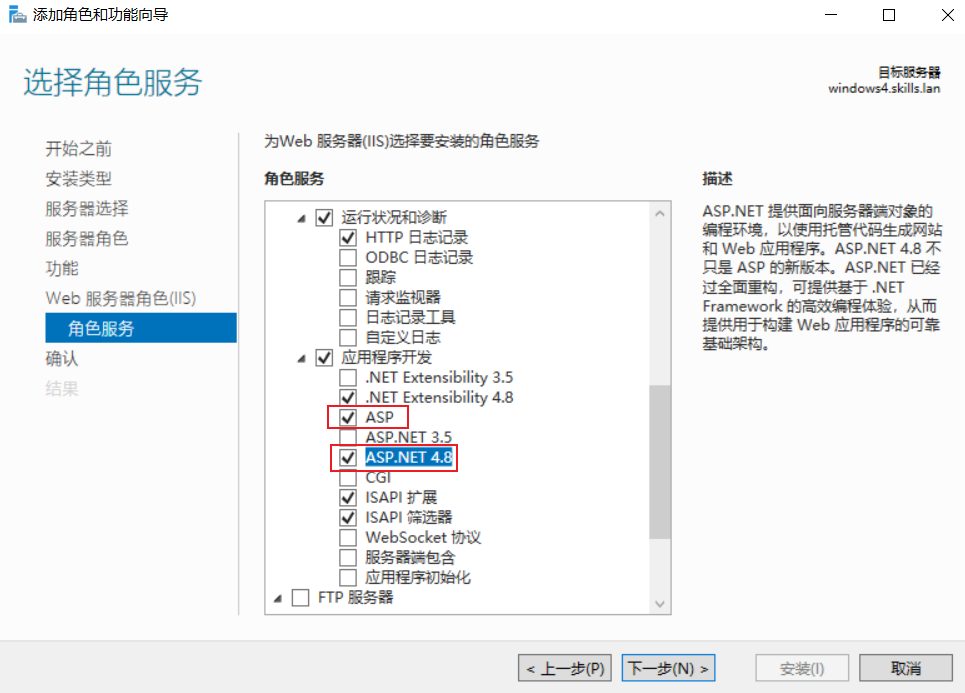 添加角色和功能向导
选择角色服务
目标服务器
windows4.skills.lan
开始之前
安装类型
服务器选择
服务器角色
功能
Web 服务器角色(IIS)
角色服务
确认
结果
为Web 服务器(IIS)选择要安装的角色服务
角色服务
运行状况和诊断
HTTP 日志记录
ODBC 日志记录
跟踪
请求监视器
日志记录工具
自定义日志
应用程序开发
.NET Extensibility 3.5
.NET Extensibility 4.8
ASP
ASP.NET 3.5
ASP.NET 4.8
CGI
ISAPI 扩展
ISAPI 筛选器
WebSocket 协议
服务器端包含
应用程序初始化
FTP 服务器
描述
ASP.NET 提供面向服务器端对象的
编程环境，以使用托管代码生成网站
和 Web 应用程序。ASP.NET 4.8 不
只是 ASP 的新版本。ASP.NET 已经
过全面重构，可提供基于 .NET
Framework 的高效编程体验，从而
提供用于构建 Web 应用程序的可靠
基础架构。
< 上一步(P)
下一步(N) >
安装(I)
取消